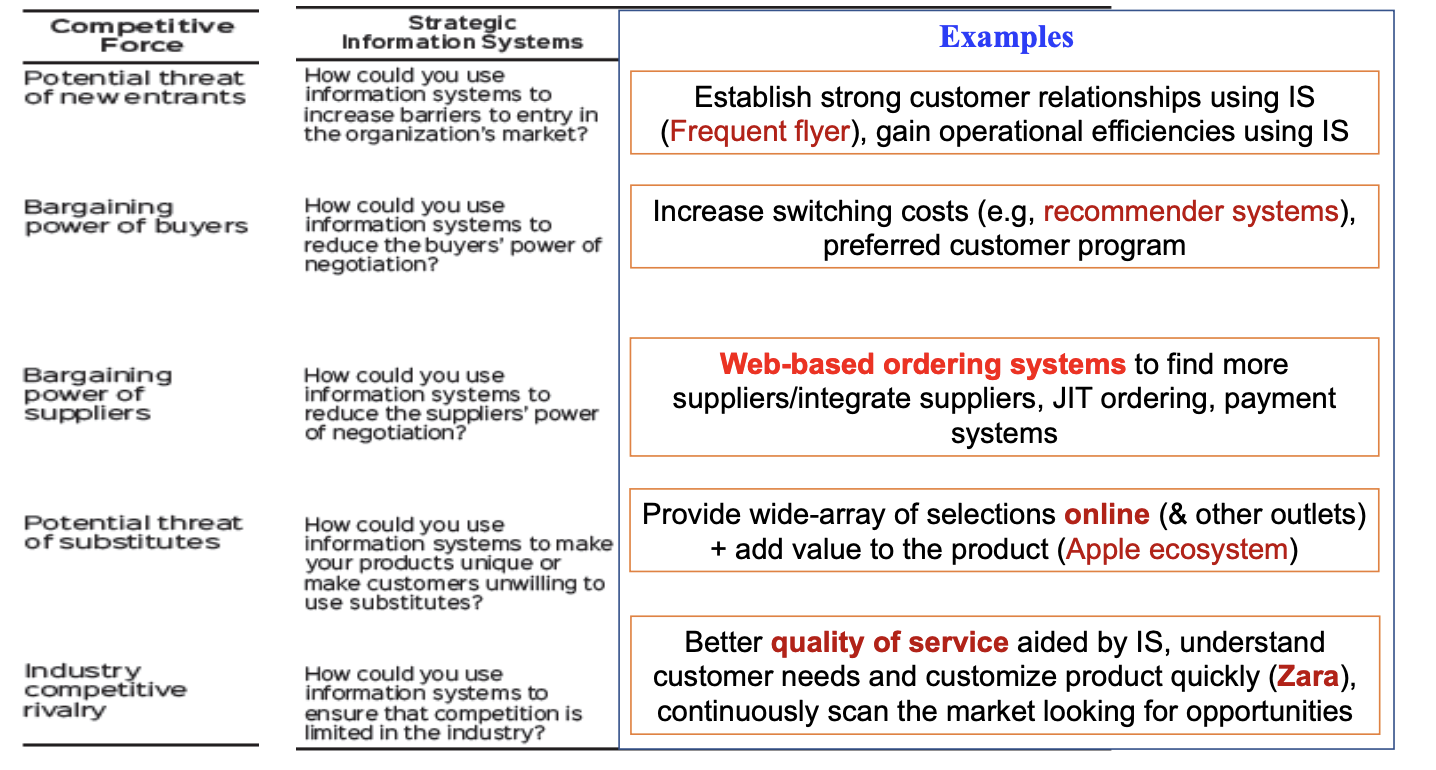 Competitive
Force
Strategic
Information Systems
Examples
Potential threat
of new entrants
How could you use
information systems to
increase barriers to entry in
the organization's market?
Establish strong customer relationships using IS
(Frequent flyer), gain operational efficiencies using IS
Bargaining
power of buyers
How could you use
information systems to
reduce the buyers' power of
negotiation?
Increase switching costs (e.g, recommender systems),
preferred customer program
Bargaining
power of
suppliers
How could you use
information systems to
reduce the suppliers' power
of negotiation?
Web-based ordering systems to find more
suppliers/integrate suppliers, JIT ordering, payment
systems
Potential threat
of substitutes
How could you use
information systems to make
your products unique or
make customers unwilling to
use substitutes?
Provide wide-array of selections online (& other outlets)
+ add value to the product (Apple ecosystem)
Industry
competitive
rivalry
How could you use
information systems to
ensure that competition is
limited in the industry?
Better quality of service aided by IS, understand
customer needs and customize product quickly (Zara),
continuously scan the market looking for opportunities